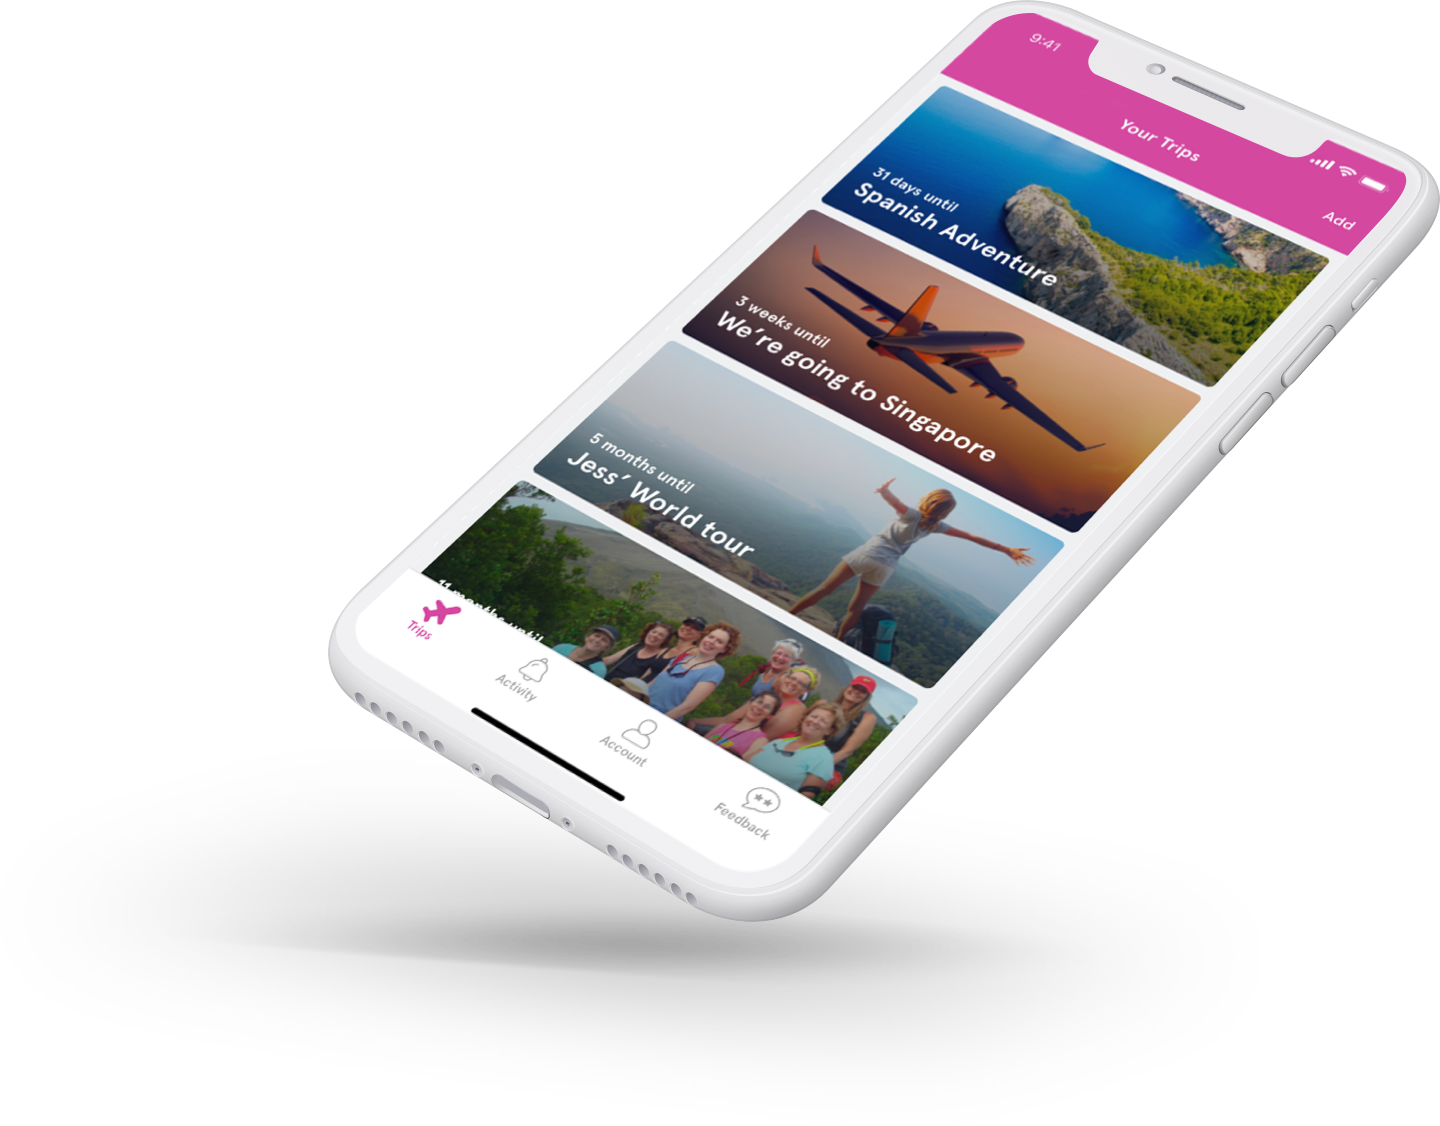 9:41
Your Trips
Add
31 days until
Spanish Adventure
3 weeks until
We're going to Singapore
5 months until
Jess' World tour
11 months until
Trips
Activity
Account
Feedback